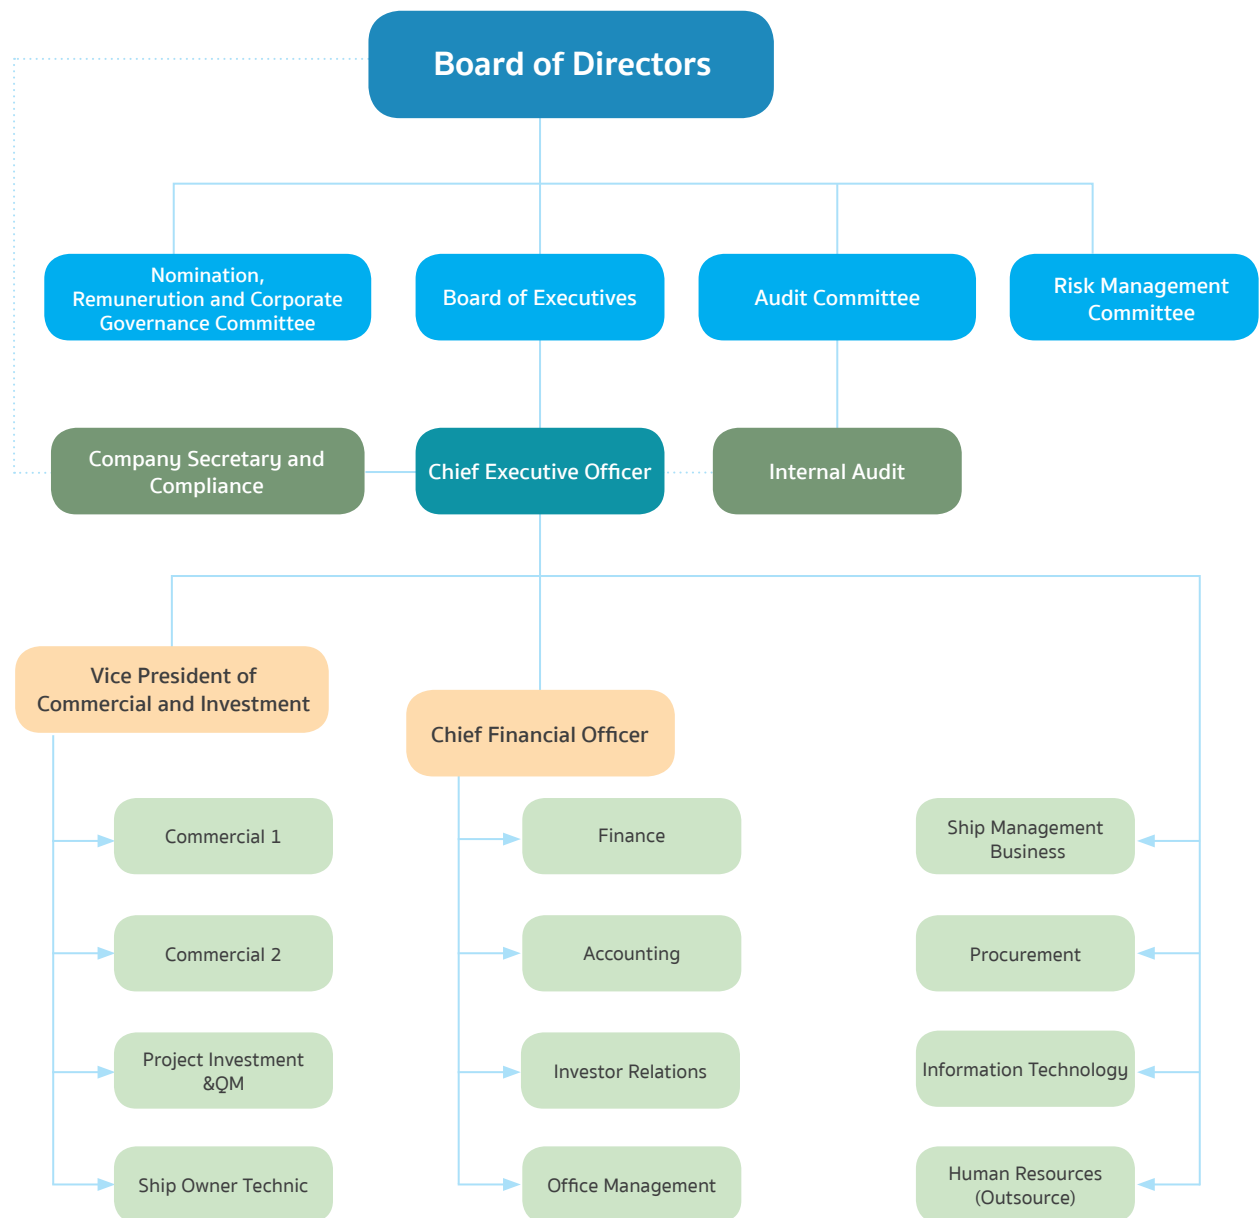 Board of Directors
Nomination,
Remunerution and Corporate
Governance Committee
Board of Executives
Audit Committee
Risk Management
Committee
Company Secretary and
Compliance
Chief Executive Officer
Internal Audit
Vice President of
Commercial and Investment
Chief Financial Officer
Commercial 1
Commercial 2
Project Investment
&QM
Ship Owner Technic
Finance
Accounting
Investor Relations
Office Management
Ship Management
Business
Procurement
Information Technology
Human Resources
(Outsource)